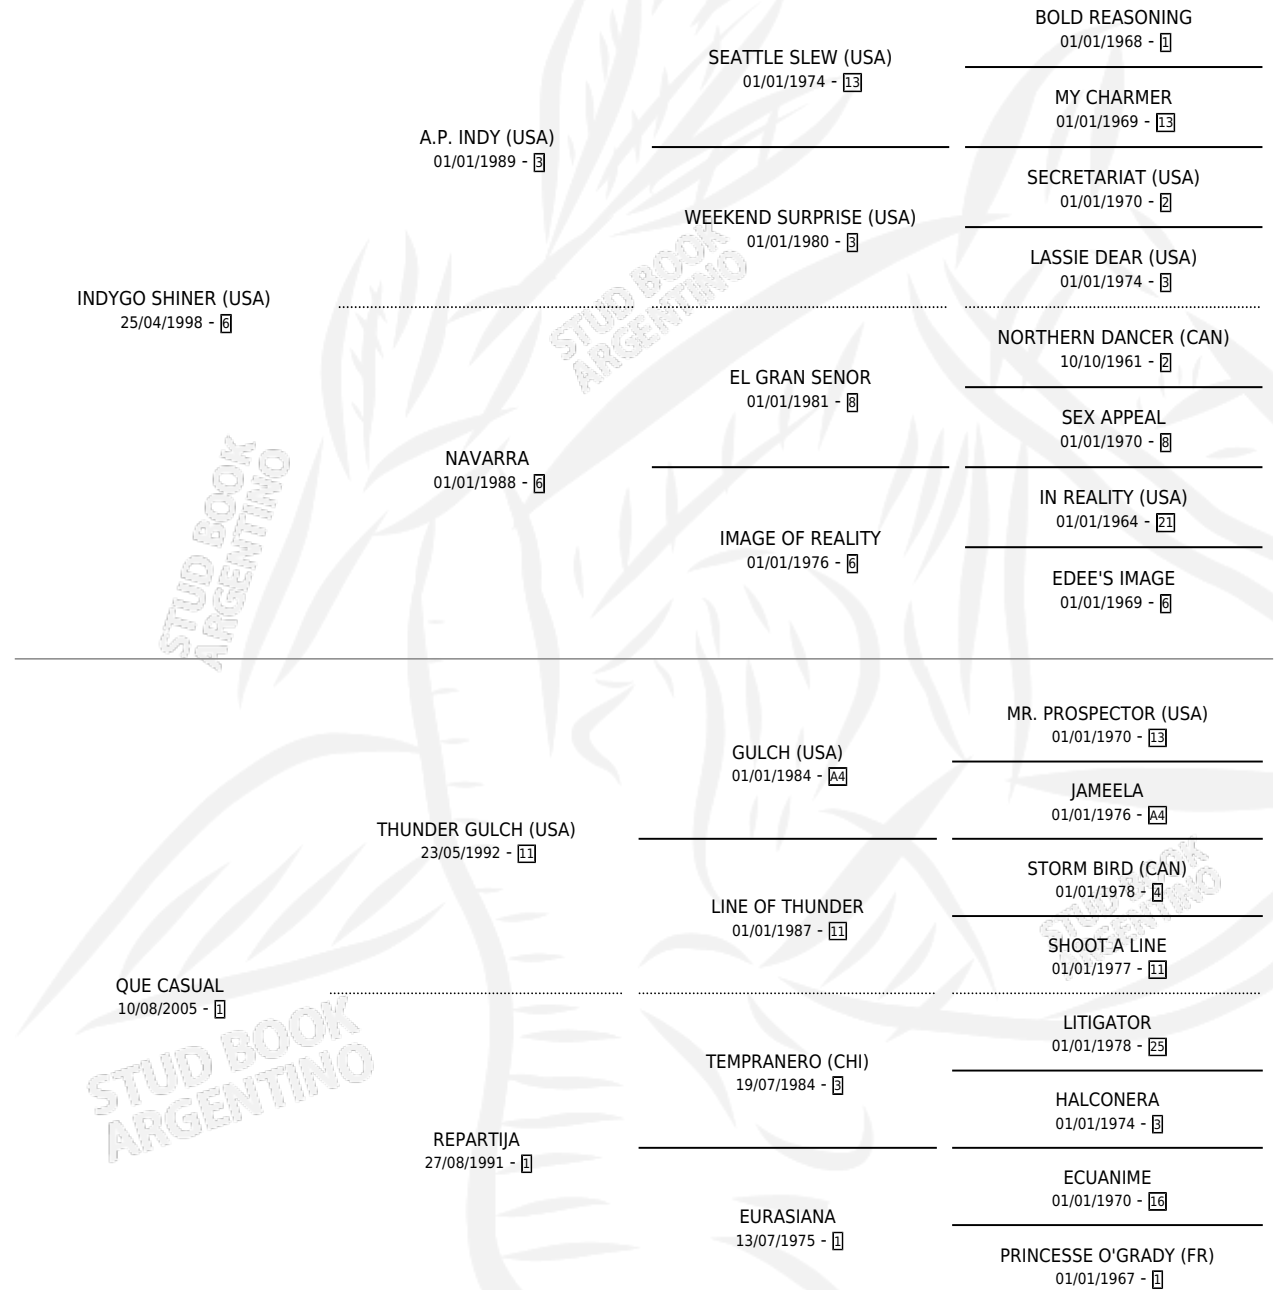 BOLD REASONING
01/01/1968 - 1
SEATTLE SLEW (USA)
01/01/1974 - 13
MY CHARMER
01/01/1969 - 13
A.P. INDY (USA)
01/01/1989 - 3
SECRETARIAT (USA)
01/01/1970 - 2
WEEKEND SURPRISE (USA)
01/01/1980 - 3
LASSIE DEAR (USA)
01/01/1974 - 3
INDYGO SHINER (USA)
25/04/1998 - 6
NORTHERN DANCER (CAN)
10/10/1961 - 2
EL GRAN SENOR
01/01/1981 - 8
SEX APPEAL
01/01/1970 - 8
NAVARRA
01/01/1988 - 6
IN REALITY (USA)
01/01/1964 - 21
IMAGE OF REALITY
01/01/1976 - 6
EDEE'S IMAGE
01/01/1969 - 6
MR. PROSPECTOR (USA)
01/01/1970 - 13
GULCH (USA)
01/01/1984 - A4
JAMEELA
01/01/1976 - A4
THUNDER GULCH (USA)
23/05/1992 - 11
STORM BIRD (CAN)
01/01/1978 - 4
LINE OF THUNDER
01/01/1987 - 11
SHOOT A LINE
01/01/1977 - 11
QUE CASUAL
10/08/2005 - 1
LITIGATOR
01/01/1978 - 25
TEMPRANERO (CHI)
19/07/1984 - 3
HALCONERA
01/01/1974 - 3
REPARTIJA
27/08/1991 - 1
ECUANIME
01/01/1970 - 16
EURASIANA
13/07/1975 - 1
PRINCESSE O'GRADY (FR)
01/01/1967 - 1
STUD BOOK
ARGENTINO
STUD BOOK
ARGENTINO
STUD BOOK
ARGENTINO
STUD BOOK
ARGENTINO